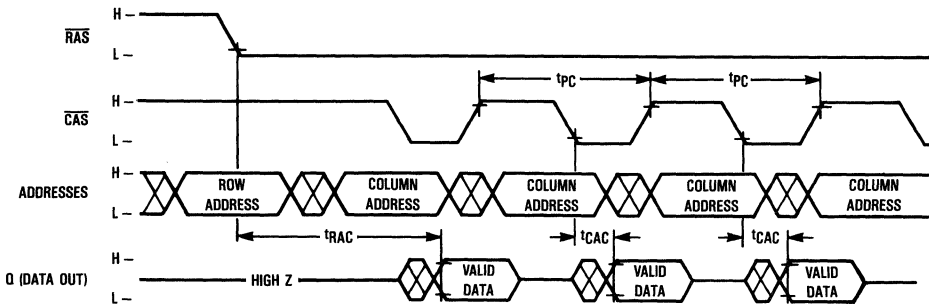 H
RAS
L
tPC
tPC
H
CAS
L
H
ADDRESSES
L
ROW
ADDRESS
COLUMN
ADDRESS
COLUMN
ADDRESS
COLUMN
ADDRESS
COLUMN
ADDRESS
tRAC
tCAC
tCAC
H
Q (DATA OUT)
L
HIGH Z
VALID
DATA
VALID
DATA
VALID
DATA